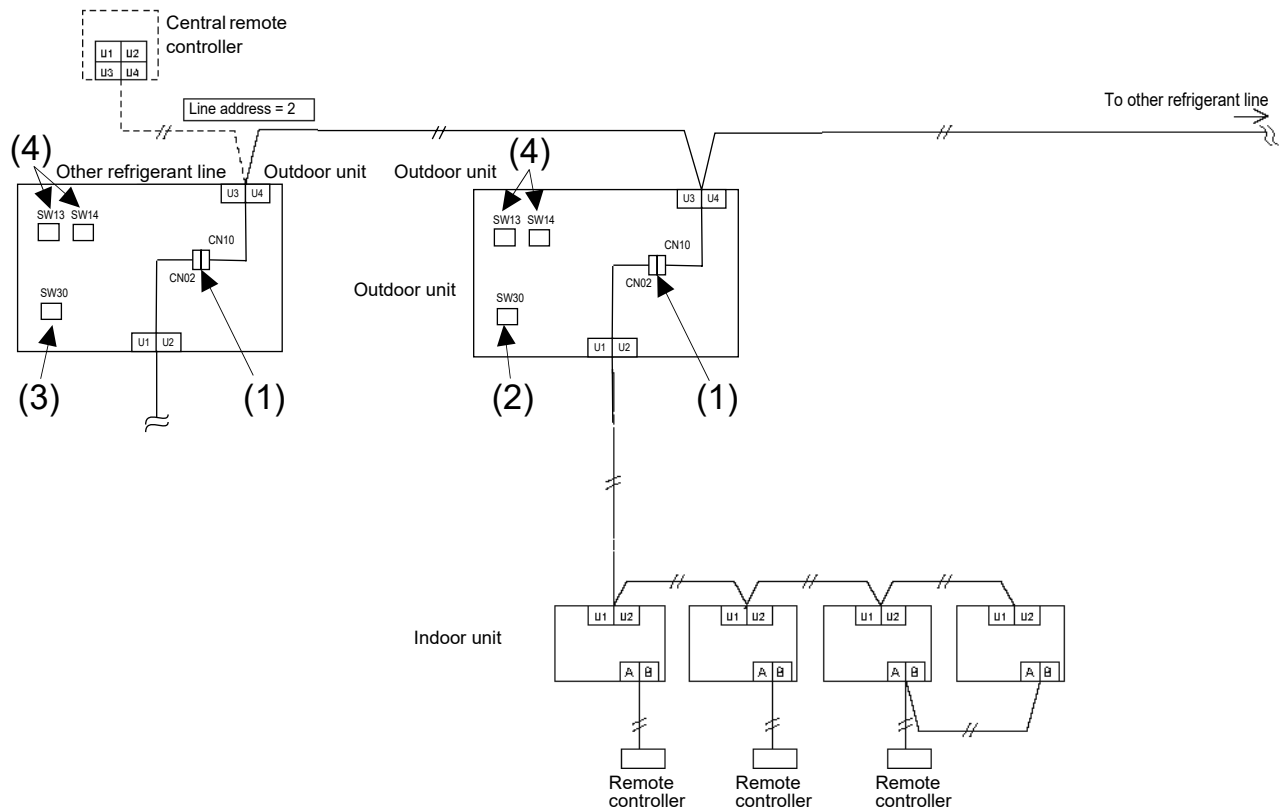 Central remote
controller
U1 U2
U3 U4
Line address = 2
To other refrigerant line
(4)
Other refrigerant line
Outdoor unit
Outdoor unit
(4)
U3 U4
U3 U4
SW13 SW14
SW13 SW14
CN10
CN10
CN02
CN02
Outdoor unit
SW30
SW30
U1 U2
U1 U2
(3)
(1)
(2)
(1)
U1 U2
U1 U2
U1 U2
U1 U2
Indoor unit
A B
A B
A B
A B
Remote
controller
Remote
controller
Remote
controller